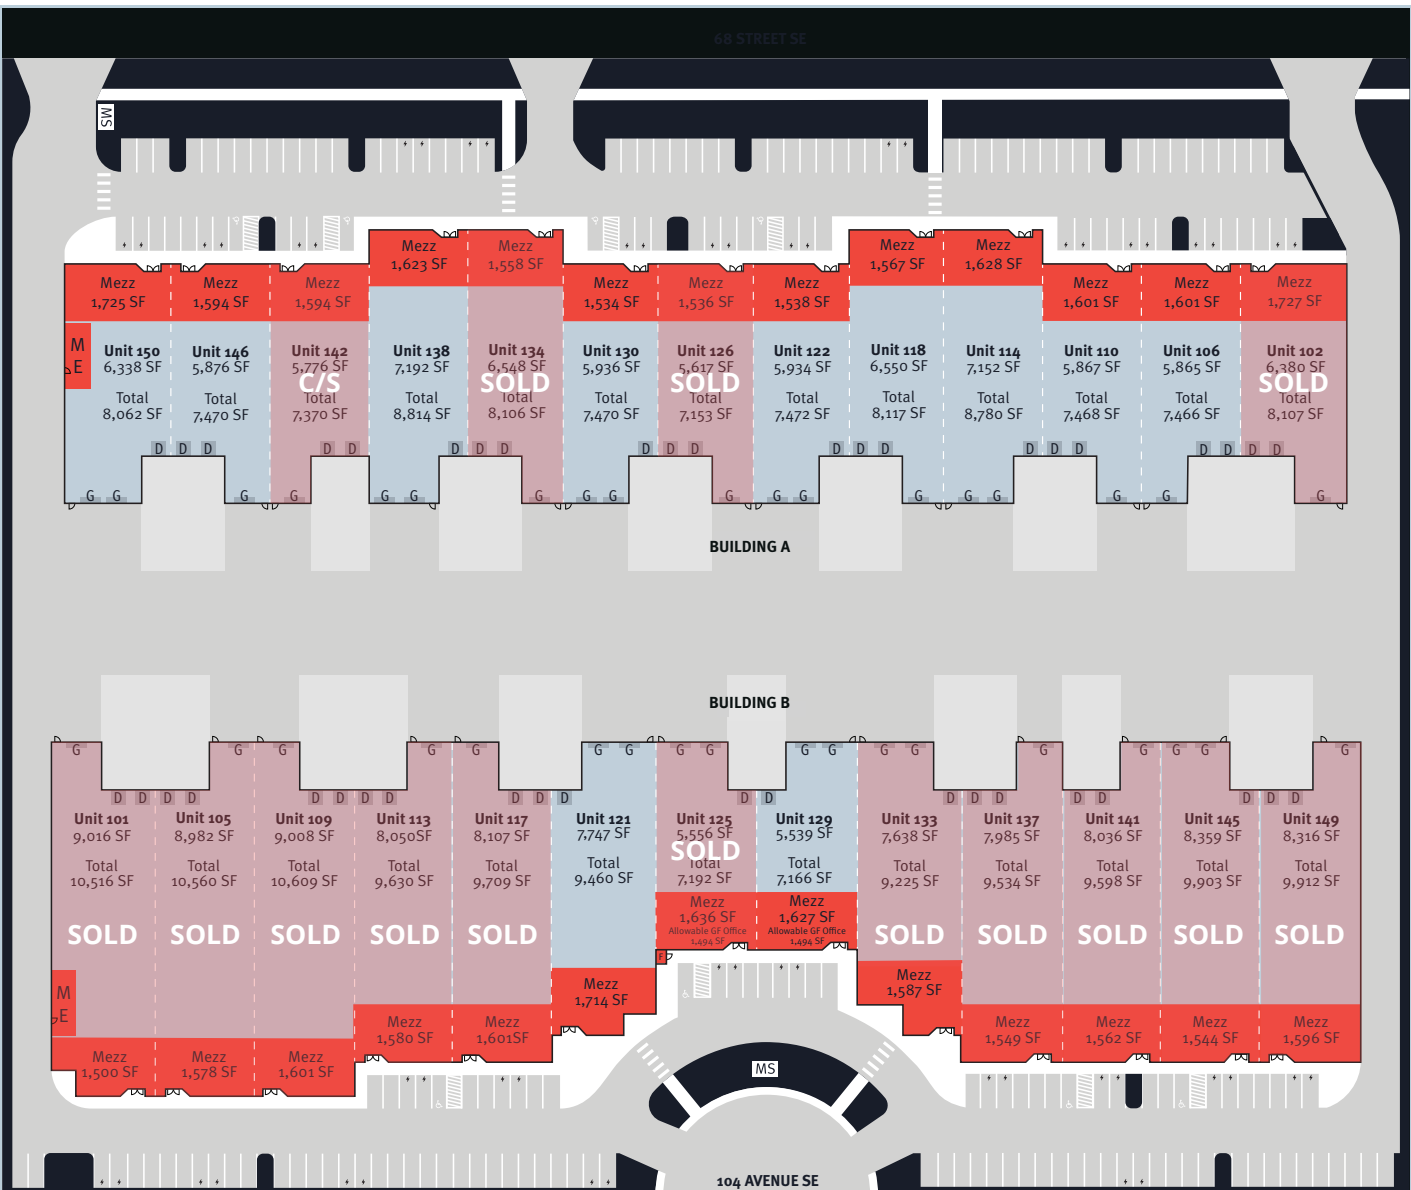 68 STREET SE
MS
Mezz
1,725 SF
Mezz
1,594 SF
Mezz
1,594 SF
Mezz
1,623 SF
Mezz
1,558 SF
Mezz
1,534 SF
Mezz
1,536 SF
Mezz
1,538 SF
Mezz
1,567 SF
Mezz
1,628 SF
Mezz
1,601 SF
Mezz
1,601 SF
Mezz
1,727 SF
M
E
Unit 150
6,338 SF
Total
8,062 SF
Unit 146
5,876 SF
Total
7,470 SF
Unit 142
5,776 SF
C/S
Total
7,370 SF
Unit 138
7,192 SF
Total
8,814 SF
Unit 134
6,548 SF
SOLD
Total
8,106 SF
Unit 130
5,936 SF
Total
7,470 SF
Unit 126
5,617 SF
SOLD
Total
7,153 SF
Unit 122
5,934 SF
Total
7,472 SF
Unit 118
6,550 SF
Total
8,117 SF
Unit 114
7,152 SF
Total
8,780 SF
Unit 110
5,867 SF
Total
7,468 SF
Unit 106
5,865 SF
Total
7,466 SF
Unit 102
6,380 SF
SOLD
Total
8,107 SF
D D D D D D D D D D D D D D D D D D D D D
G G G G G G G G G G G G G G G G G G
BUILDING A
BUILDING B
G G G G G G G G G G G G G G G G G
D D D D D D D D D D D D D D D D D D D D D
Unit 101
9,016 SF
Total
10,516 SF
SOLD
Unit 105
8,982 SF
Total
10,560 SF
SOLD
Unit 109
9,008 SF
Total
10,609 SF
SOLD
Unit 113
8,050SF
Total
9,630 SF
SOLD
Unit 117
8,107 SF
Total
9,709 SF
SOLD
Unit 121
7,747 SF
Total
9,460 SF
Unit 125
5,556 SF
SOLD
Total
7,192 SF
Unit 129
5,539 SF
Total
7,166 SF
Unit 133
7,638 SF
Total
9,225 SF
SOLD
Unit 137
7,985 SF
Total
9,534 SF
SOLD
Unit 141
8,036 SF
Total
9,598 SF
SOLD
Unit 145
8,359 SF
Total
9,903 SF
SOLD
Unit 149
8,316 SF
Total
9,912 SF
SOLD
M
E
Mezz
1,500 SF
Mezz
1,578 SF
Mezz
1,601 SF
Mezz
1,580 SF
Mezz
1,601SF
Mezz
1,714 SF
Mezz
1,636 SF
Allowable GF Office
1,494 SF
F
Mezz
1,627 SF
Allowable GF Office
1,494 SF
Mezz
1,587 SF
Mezz
1,549 SF
Mezz
1,562 SF
Mezz
1,544 SF
Mezz
1,596 SF
MS
104 AVENUE SE